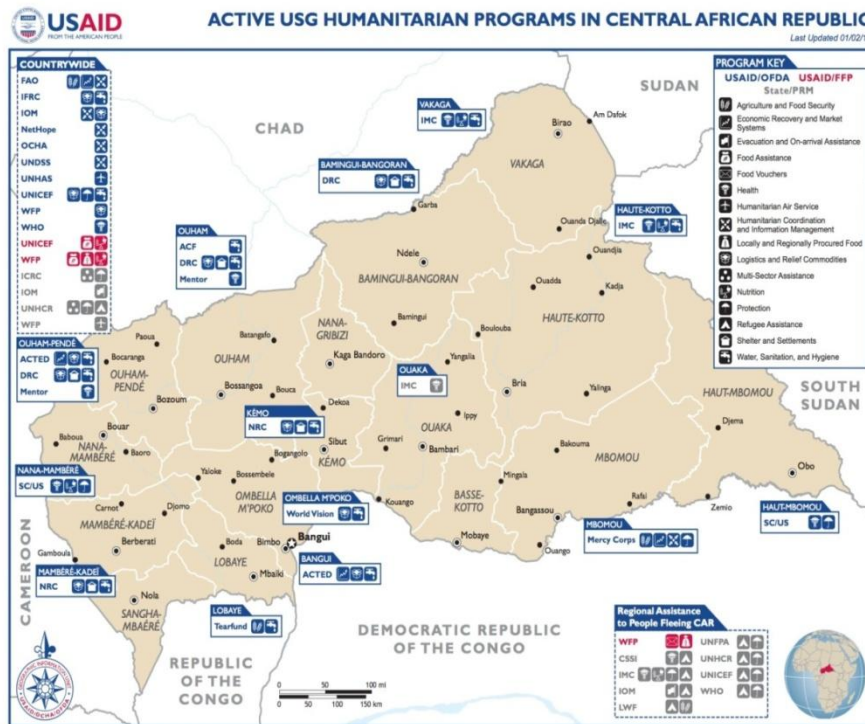 USAID
FROM THE AMERICAN PEOPLE
ACTIVE USG HUMANITARIAN PROGRAMS IN CENTRAL AFRICAN REPUBLIC
Last Updated 01/02/1
COUNTRYWIDE
FAO
IFRC
IOM
NetHope
OCHA
UNDSS
UNHAS
UNICEF
WFP
WHO
UNICEF
WFP
ICRC
IOM
UNHCR
WFP
PROGRAM KEY
USAID/OFDA USAID/FFP
State/PRM
Agriculture and Food Security
Economic Recovery and Market
Systems
Evacuation and On-arrival Assistance
Food Assistance
Food Vouchers
Health
Humanitarian Air Service
Humanitarian Coordination
and Information Management
Locally and Regionally Procured Food
Logistics and Relief Commodities
Multi-Sector Assistance
Nutrition
Protection
Refugee Assistance
Shelter and Settlements
Water, Sanitation, and Hygiene
SUDAN
CHAD
VAKAGA
IMC
Am Dafok
Birao
VAKAGA
BAMINGUI-BANGORAN
DRC
Garba
Ouanda Djalle
HAUTE-KOTTO
IMC
OUHAM
ACF
DRC
Mentor
Ndele
BAMINGUI-BANGORAN
Ouandjia
Ouadda
Kadja
HAUTE-KOTTO
OUHAM-PENDÉ
ACTED
DRC
Mentor
Paoua
Bocaranga
OUHAM-
PENDÉ
Bozoum
Batangafo
OUHAM
Bossangoa
Bouca
NANA-
GRIBIZI
Kaga Bandoro
Bamingui
Boulouba
Yangalia
OUAKA
IMC
Bria
Yalinga
HAUT-MBOMOU
SOUTH
SUDAN
Dekoa
KÉMO
NRC
Ippy
OUAKA
Djema
Bouar
Baboua
NANA-
MAMBÉRÉ
Baoro
Sibut
KÉMO
Grimari
Bambari
Bakouma
MBOMOU
Obo
Bogangolo
Yaloke
Bossembele
OMBELLA
M'POKO
NANA-MAMBÉRÉ
SC/US
Mingala
BASSE-
KOTTO
Rafai
Zemio
HAUT-MBOMOU
SC/US
OMBELLA M'POKO
World Vision
Kouango
Bangassou
Carnot
Djomo
MAMBÉRÉ-KADEÏ
Berberati
Gamboula
Boda
LOBAYE
Bimbo
Bangui
Mbaiki
BANGUI
ACTED
Mobaye
Ouango
MBOMOU
Mercy Corps
MAMBÉRÉ-KADEÏ
NRC
Nola
SANGHA-
MBAÉRÉ
LOBAYE
Tearfund
CAMEROON
REPUBLIC
OF THE
CONGO
DEMOCRATIC REPUBLIC
OF THE CONGO
0 50 100 mi
0 50 100 150 km
Regional Assistance
to People Fleeing CAR
WFP UNFPA
CSSI UNHCR
IMC UNICEF
IOM WHO
LWF